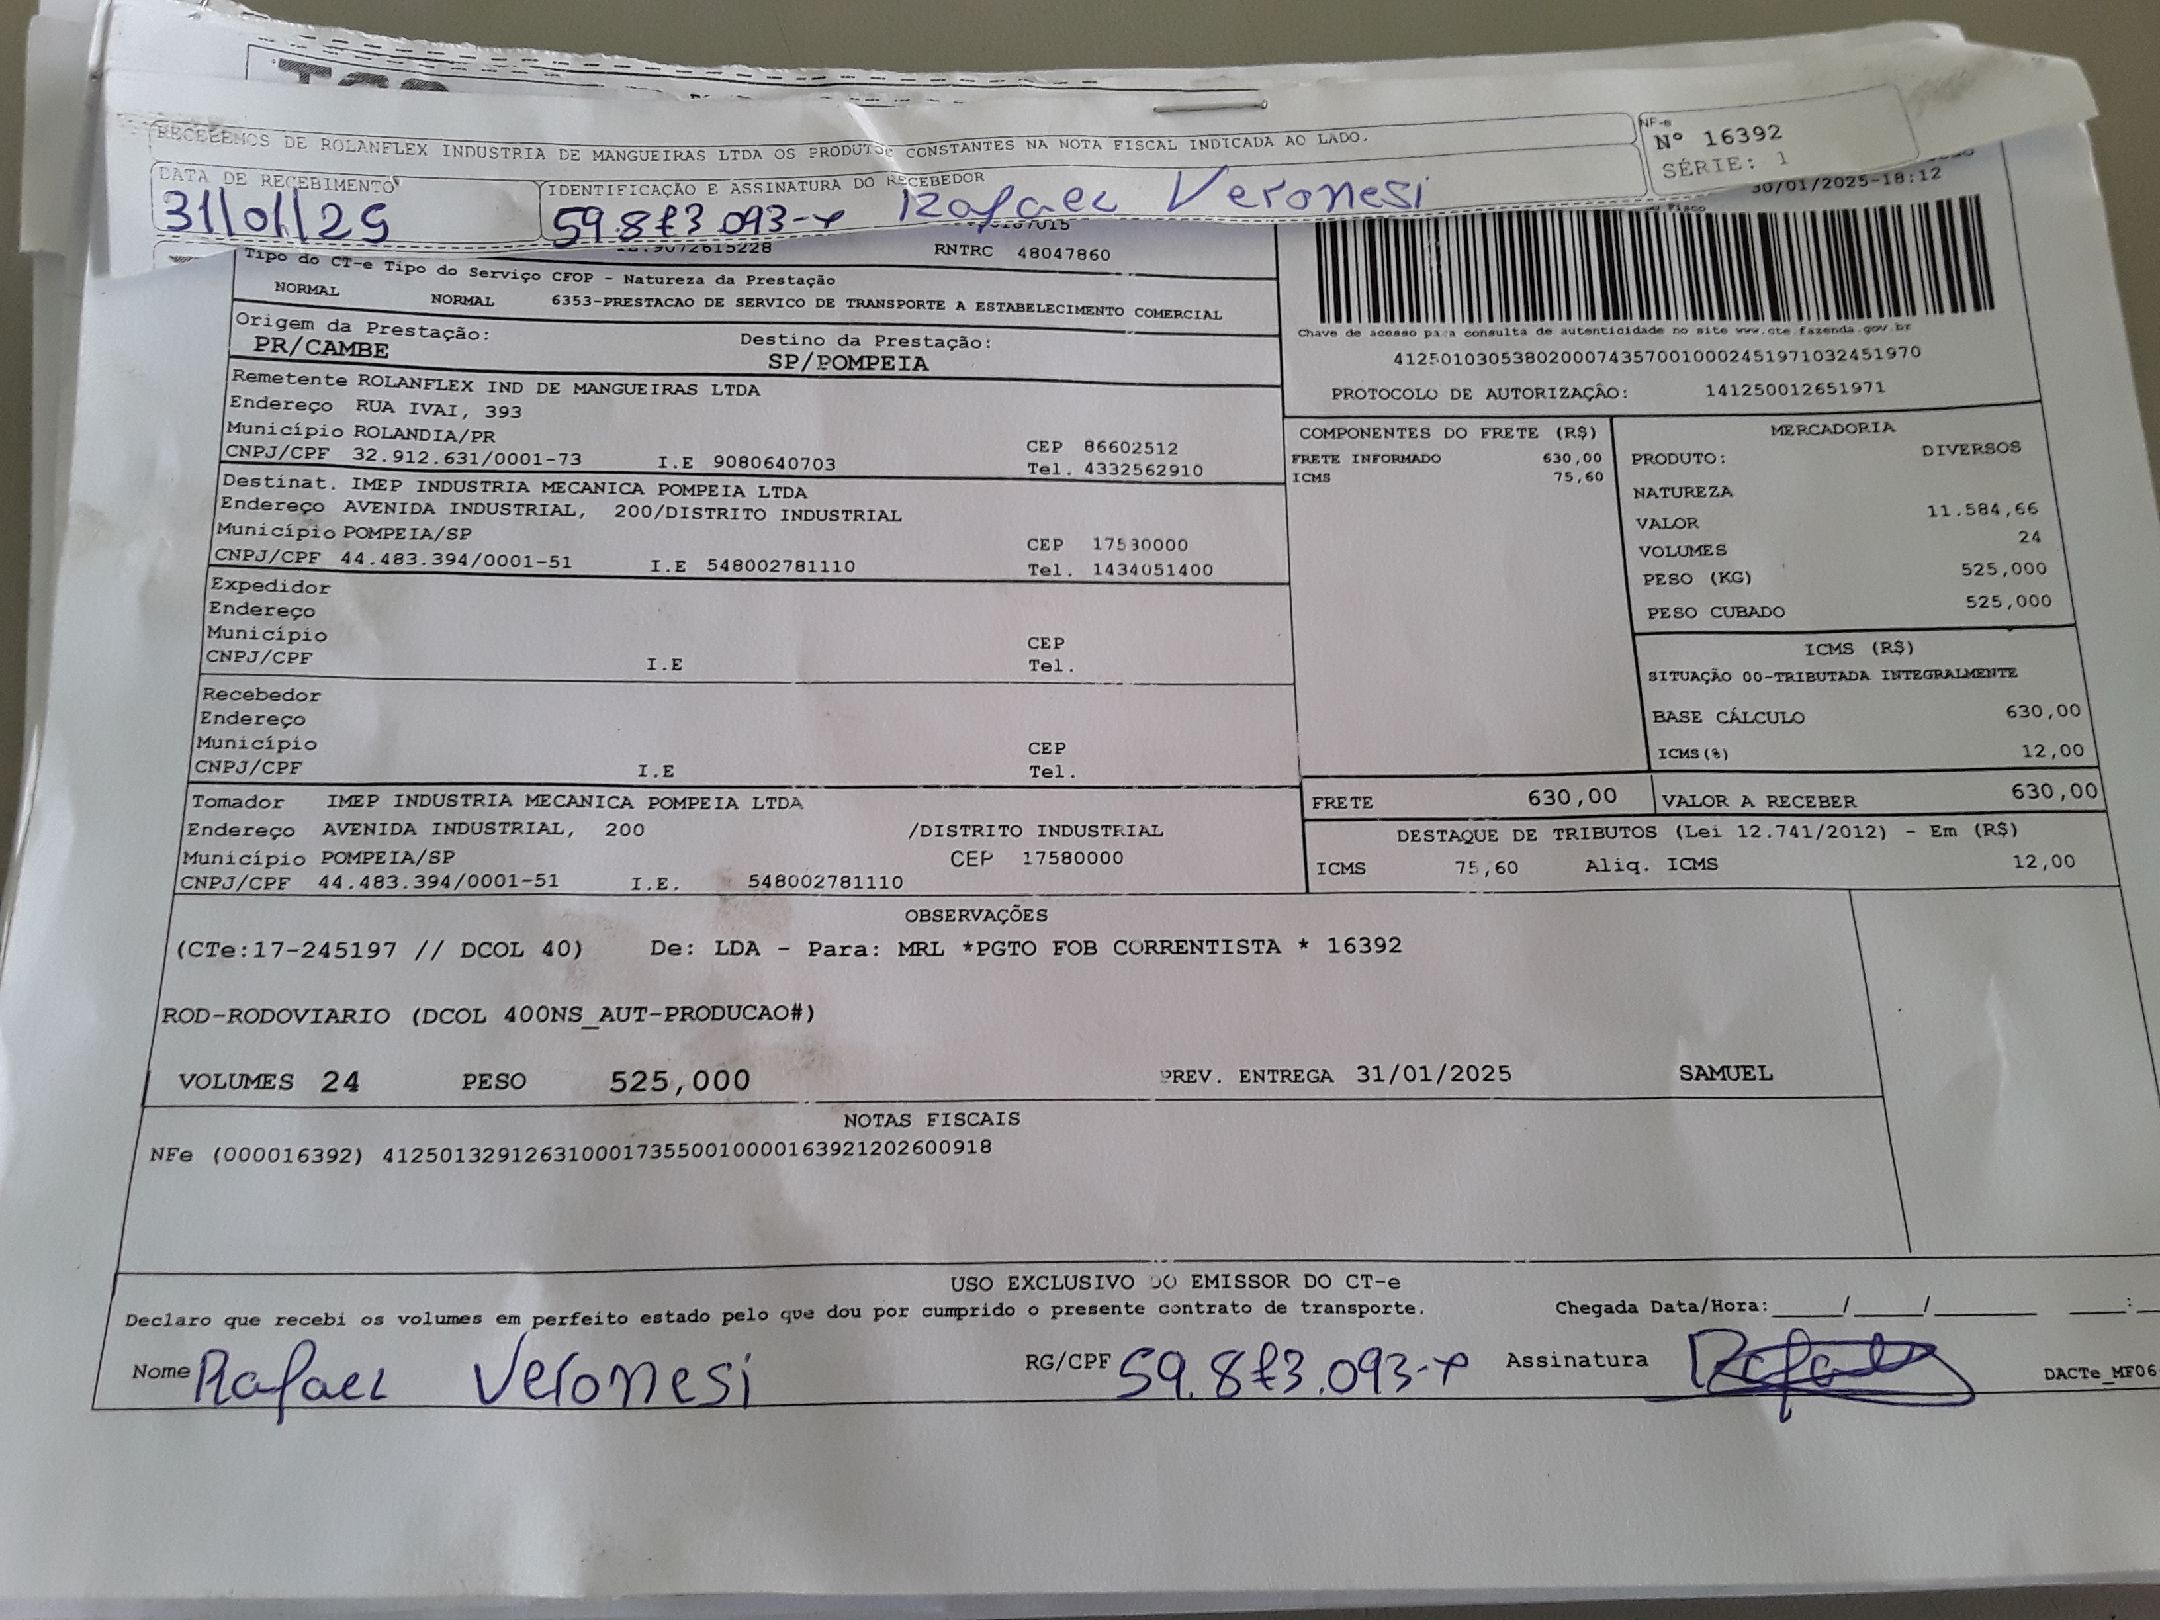 RECEBEMOS DE ROLANFLEX INDUSTRIA DE MANGUEIRAS LTDA OS PRODUTOS CONSTANTES NA NOTA FISCAL INDICADA AO LADO.
NF-e
Nº 16392
SÉRIE: 1
DATA DE RECEBIMENTO
31/01/25
IDENTIFICAÇÃO E ASSINATURA DO RECEBEDOR
59.873.093-x Rafael Veronesi
30/01/2025-18:12
Fisco
RNTRC 48047860
Tipo do CT-e Tipo do Serviço CFOP - Natureza da Prestação
NORMAL NORMAL 6353-PRESTACAO DE SERVICO DE TRANSPORTE A ESTABELECIMENTO COMERCIAL
Origem da Prestação: Destino da Prestação:
PR/CAMBE SP/POMPEIA
Chave de acesso para consulta de autenticidade no site www.cte.fazenda.gov.br
41250103053802000743570010002451971032451970
PROTOCOLO DE AUTORIZAÇÃO: 141250012651971
Remetente ROLANFLEX IND DE MANGUEIRAS LTDA
Endereço RUA IVAI, 393
Município ROLANDIA/PR CEP 86602512
CNPJ/CPF 32.912.631/0001-73 I.E 9080640703 Tel. 4332562910
Destinat. IMEP INDUSTRIA MECANICA POMPEIA LTDA
Endereço AVENIDA INDUSTRIAL, 200/DISTRITO INDUSTRIAL
Município POMPEIA/SP CEP 17580000
CNPJ/CPF 44.483.394/0001-51 I.E 548002781110 Tel. 1434051400
Expedidor
Endereço
Município CEP
CNPJ/CPF I.E Tel.
Recebedor
Endereço
Município CEP
CNPJ/CPF I.E Tel.
Tomador IMEP INDUSTRIA MECANICA POMPEIA LTDA
Endereço AVENIDA INDUSTRIAL, 200 /DISTRITO INDUSTRIAL
Município POMPEIA/SP CEP 17580000
CNPJ/CPF 44.483.394/0001-51 I.E. 548002781110
COMPONENTES DO FRETE (R$)
FRETE INFORMADO 630,00
ICMS 75,60
MERCADORIA
PRODUTO: DIVERSOS
NATUREZA
VALOR 11.584,66
VOLUMES 24
PESO (KG) 525,000
PESO CUBADO 525,000
ICMS (R$)
SITUAÇÃO 00-TRIBUTADA INTEGRALMENTE
BASE CÁLCULO 630,00
ICMS(%) 12,00
FRETE 630,00 VALOR A RECEBER 630,00
DESTAQUE DE TRIBUTOS (Lei 12.741/2012) - Em (R$)
ICMS 75,60 Aliq. ICMS 12,00
OBSERVAÇÕES
(CTe:17-245197 // DCOL 40) De: LDA - Para: MRL *PGTO FOB CORRENTISTA * 16392
ROD-RODOVIARIO (DCOL 400NS_AUT-PRODUCAO#)
VOLUMES 24 PESO 525,000 PREV. ENTREGA 31/01/2025 SAMUEL
NOTAS FISCAIS
NFe (000016392) 41250132912631000173550010000163921202600918
USO EXCLUSIVO DO EMISSOR DO CT-e
Declaro que recebi os volumes em perfeito estado pelo que dou por cumprido o presente contrato de transporte. Chegada Data/Hora: ____/____/______ ___:__
Nome Rafael Veronesi RG/CPF 59.873.093-x Assinatura Rafael
DACTe_MF06